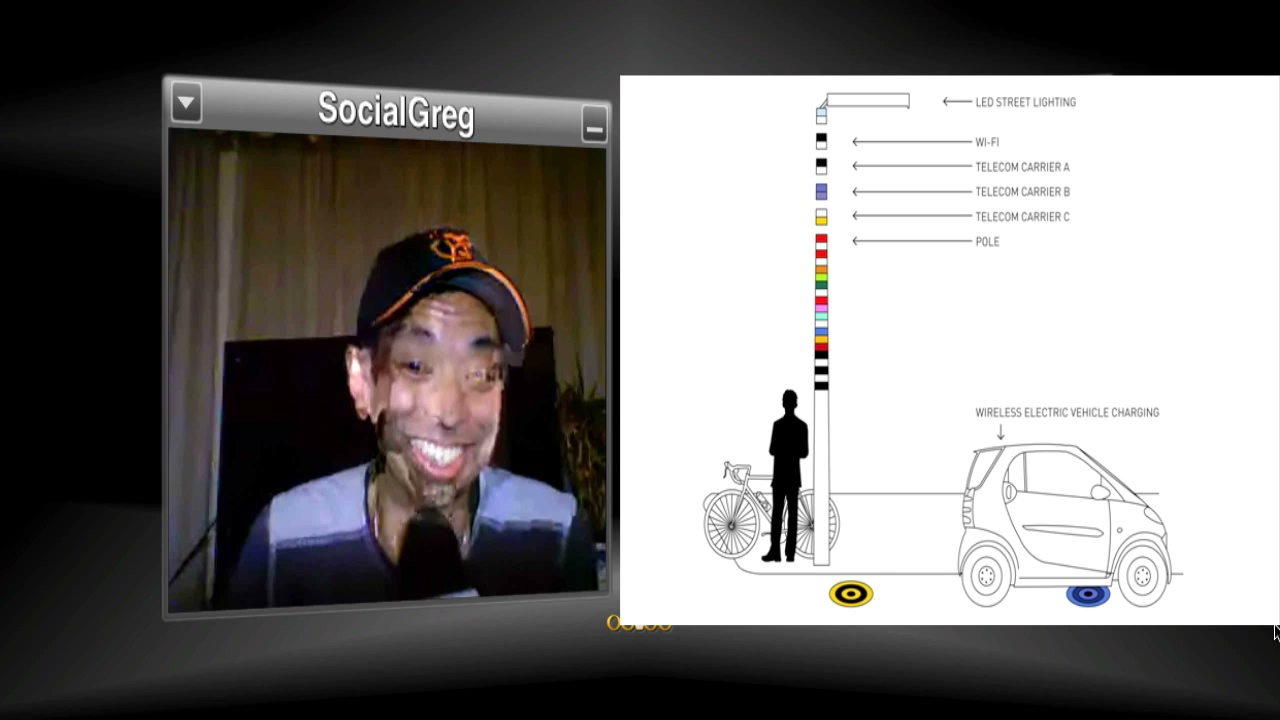 SocialGreg
LED STREET LIGHTING
WI-FI
TELECOM CARRIER A
TELECOM CARRIER B
TELECOM CARRIER C
POLE
WIRELESS ELECTRIC VEHICLE CHARGING